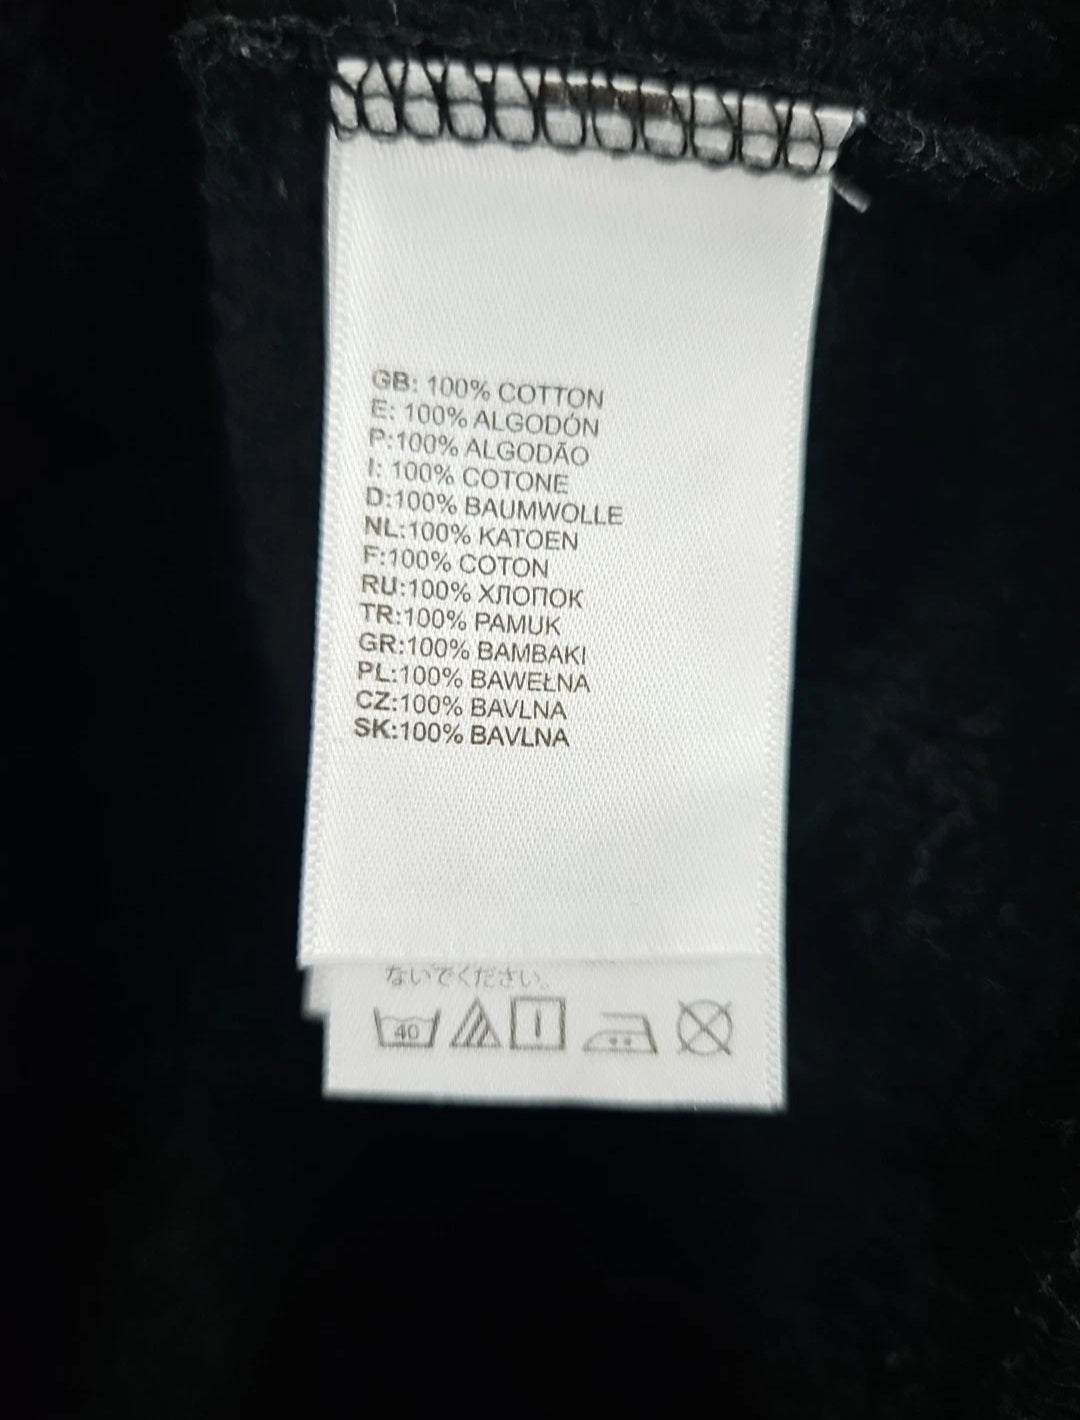 GB: 100% COTTON
E: 100% ALGODÓN
P:100% ALGODÃO
I: 100% COTONE
D:100% BAUMWOLLE
NL:100% KATOEN
F:100% COTON
RU:100% ХЛОПОК
TR:100% PAMUK
GR:100% BAMBAKI
PL:100% BAWEŁNA
CZ:100% BAVLNA
SK:100% BAVLNA
ないでください。
40